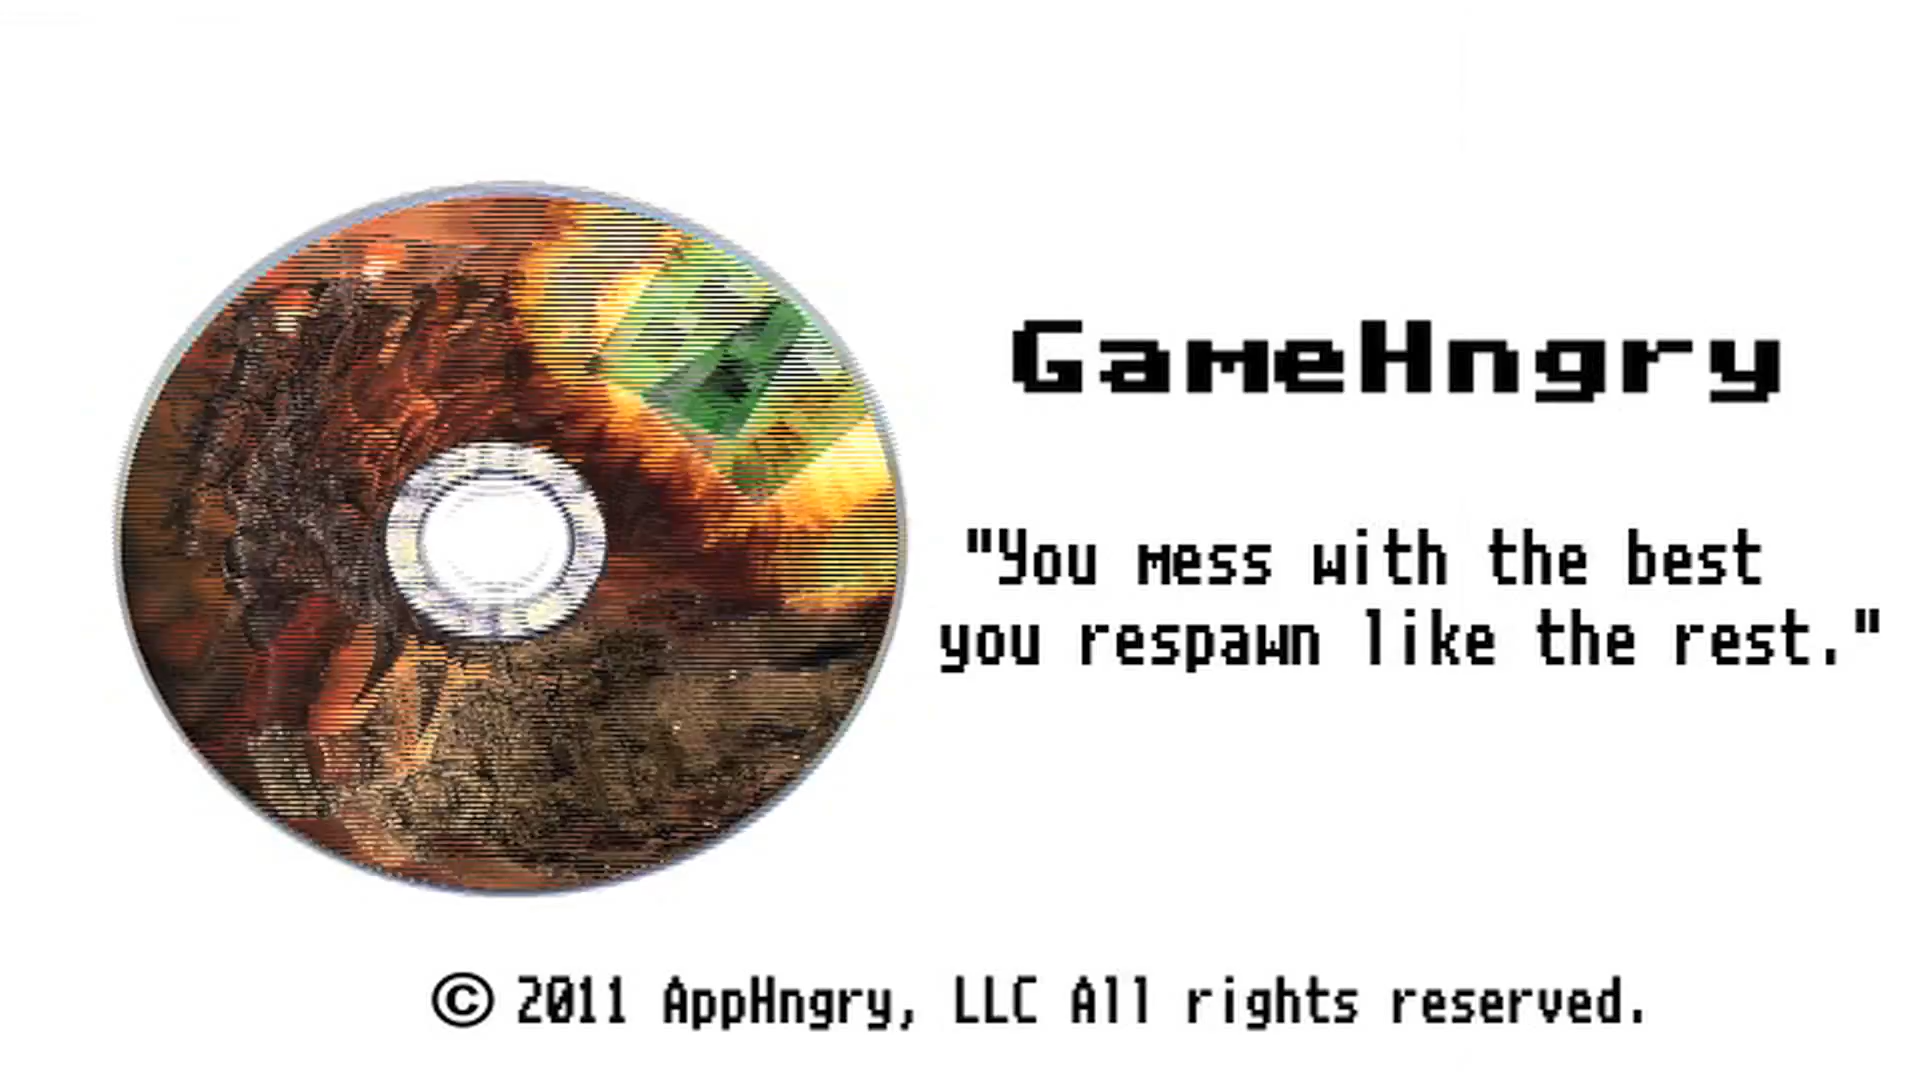 GameHngry
"You mess with the best
you respawn like the rest."
© 2011 AppHngry, LLC All rights reserved.